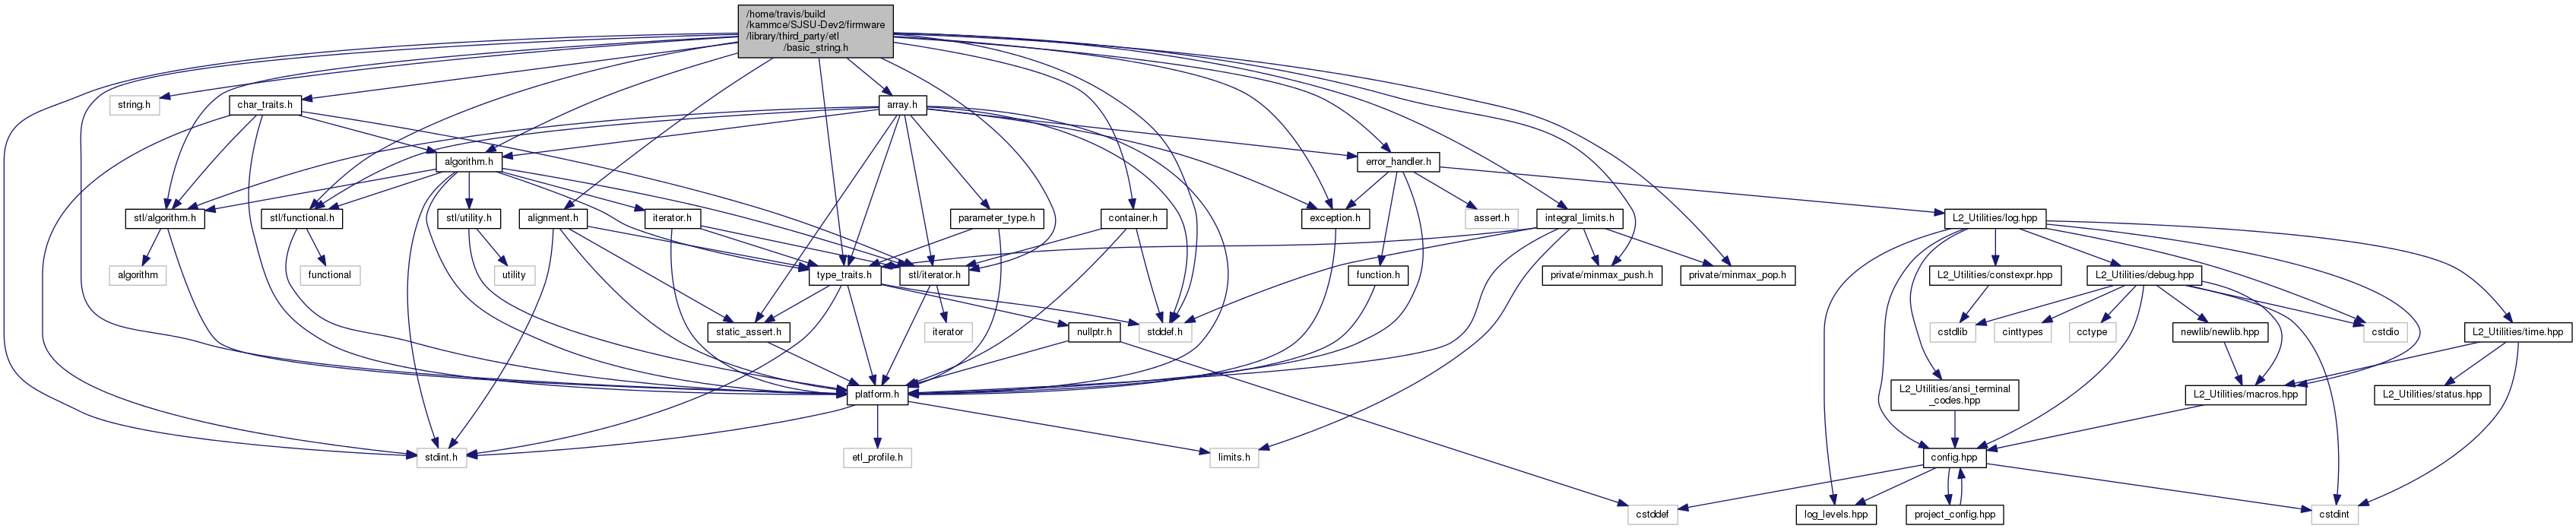 /home/travis/build
/kammce/SJSU-Dev2/firmware
/library/third_party/etl
/basic_string.h
string.h
char_traits.h
array.h
algorithm.h
error_handler.h
stl/algorithm.h
stl/functional.h
stl/utility.h
alignment.h
iterator.h
parameter_type.h
container.h
exception.h
assert.h
integral_limits.h
L2_Utilities/log.hpp
algorithm
functional
utility
type_traits.h
stl/iterator.h
function.h
private/minmax_push.h
private/minmax_pop.h
L2_Utilities/constexpr.hpp
L2_Utilities/debug.hpp
static_assert.h
iterator
nullptr.h
stddef.h
cstdlib
cinttypes
cctype
newlib/newlib.hpp
cstdio
L2_Utilities/time.hpp
platform.h
L2_Utilities/ansi_terminal
_codes.hpp
L2_Utilities/macros.hpp
L2_Utilities/status.hpp
stdint.h
etl_profile.h
limits.h
config.hpp
cstddef
log_levels.hpp
project_config.hpp
cstdint